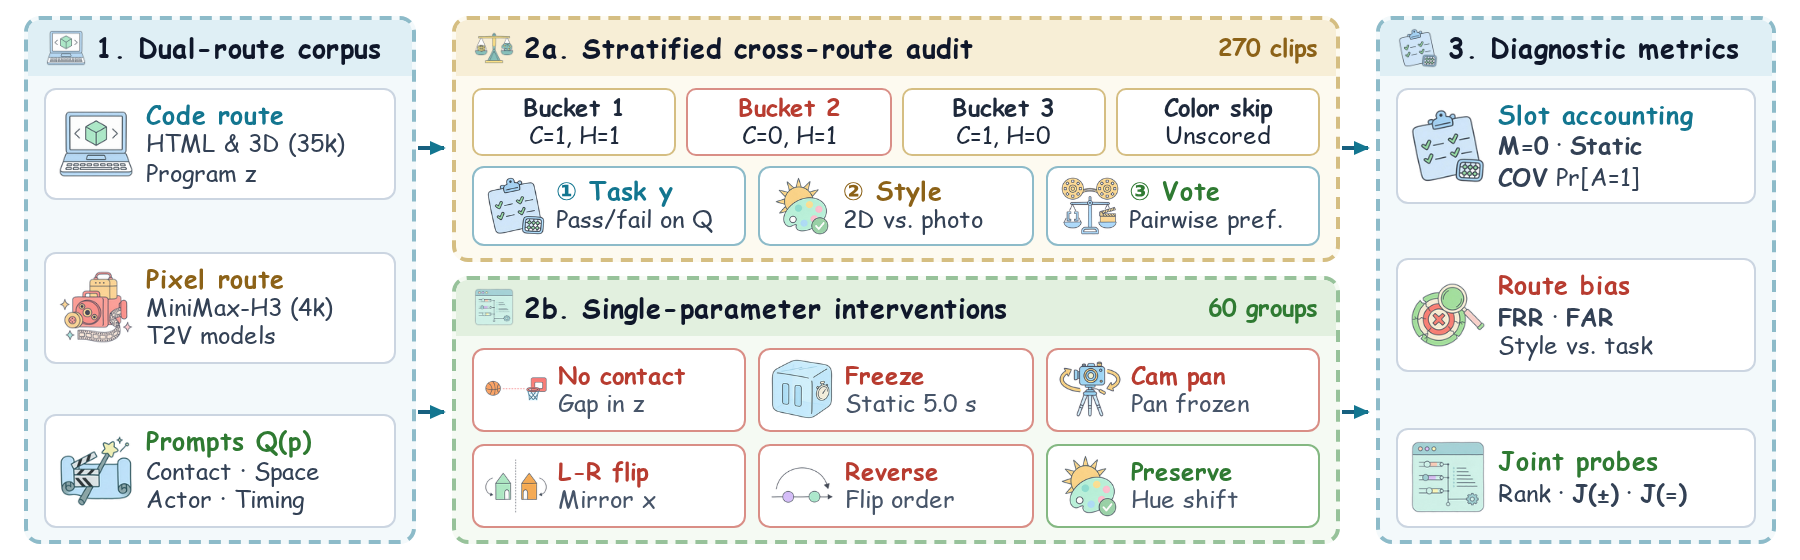 1. Dual-route corpus
Code route
HTML & 3D (35k)
Program z
Pixel route
MiniMax-H3 (4k)
T2V models
Prompts Q(p)
Contact · Space
Actor · Timing
2a. Stratified cross-route audit
270 clips
Bucket 1
C=1, H=1
Bucket 2
C=0, H=1
Bucket 3
C=1, H=0
Color skip
Unscored
① Task y
Pass/fail on Q
② Style
2D vs. photo
③ Vote
Pairwise pref.
2b. Single-parameter interventions
60 groups
No contact
Gap in z
Freeze
Static 5.0 s
Cam pan
Pan frozen
L-R flip
Mirror x
Reverse
Flip order
Preserve
Hue shift
3. Diagnostic metrics
Slot accounting
M=0 · Static
COV Pr[A=1]
Route bias
FRR · FAR
Style vs. task
Joint probes
Rank · J(±) · J(=)